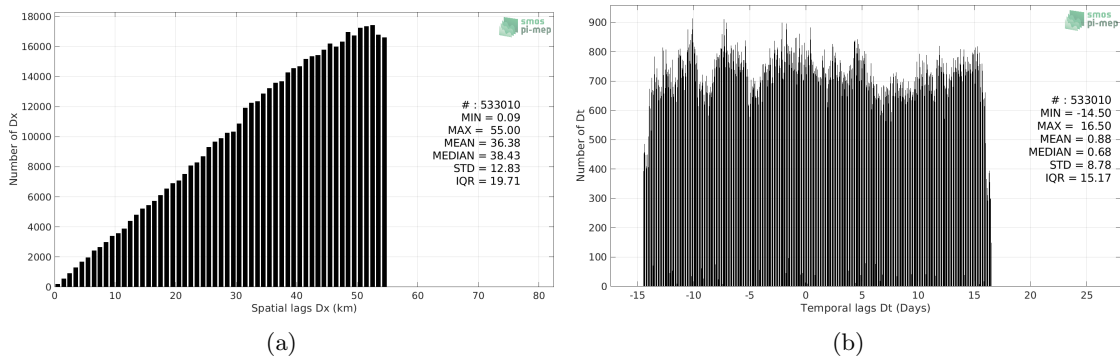 18000
16000
14000
12000
10000
8000
6000
4000
2000
0
Number of Dx
smos
pi-mep
# : 533010
MIN = 0.09
MAX = 55.00
MEAN = 36.38
MEDIAN = 38.43
STD = 12.83
IQR = 19.71
0 10 20 30 40 50 60 70 80
Spatial lags Dx (km)
(a)
900
800
700
600
500
400
300
200
100
0
Number of Dt
smos
pi-mep
# : 533010
MIN = -14.50
MAX = 16.50
MEAN = 0.88
MEDIAN = 0.68
STD = 8.78
IQR = 15.17
-15 -10 -5 0 5 10 15 20 25
Temporal lags Dt (Days)
(b)